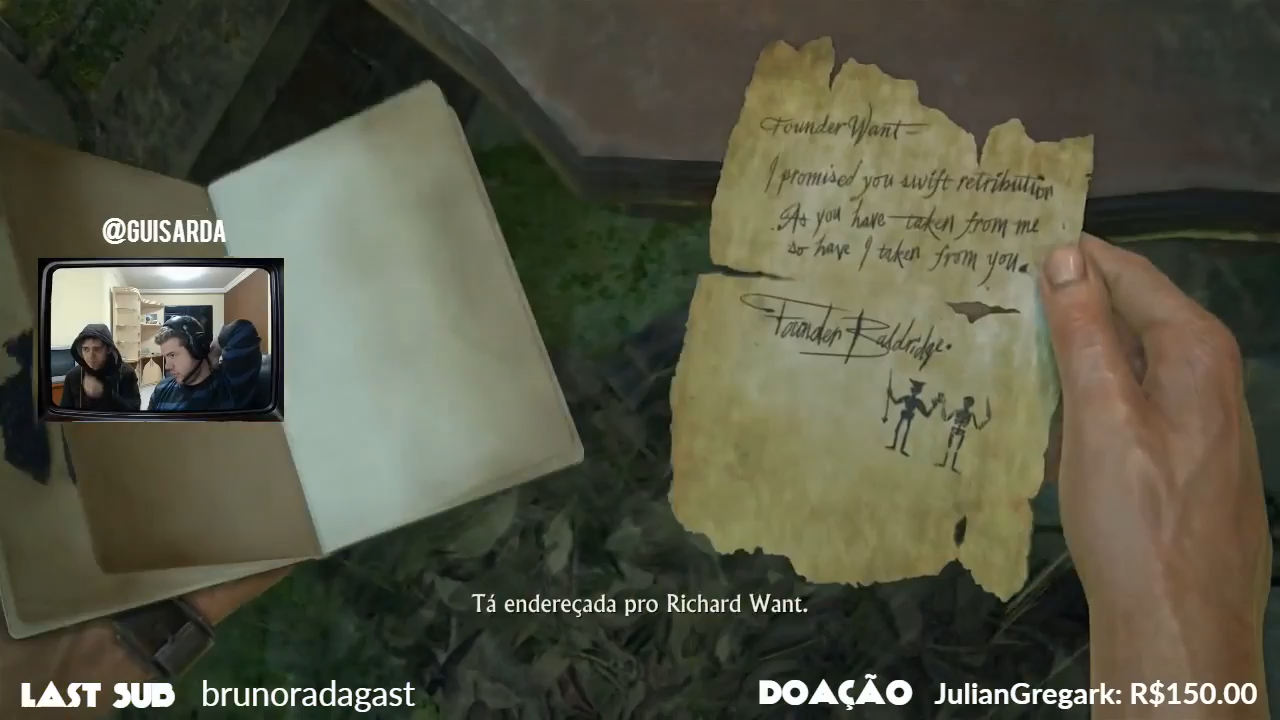 Founder Want-
I promised you swift retribution
As you have taken from me
so have I taken from you.
Founder Baldridge.
@GUISARDA
Tá endereçada pro Richard Want.
LAST SUB brunoradagast
DOAÇÃO JulianGregark: R$150.00